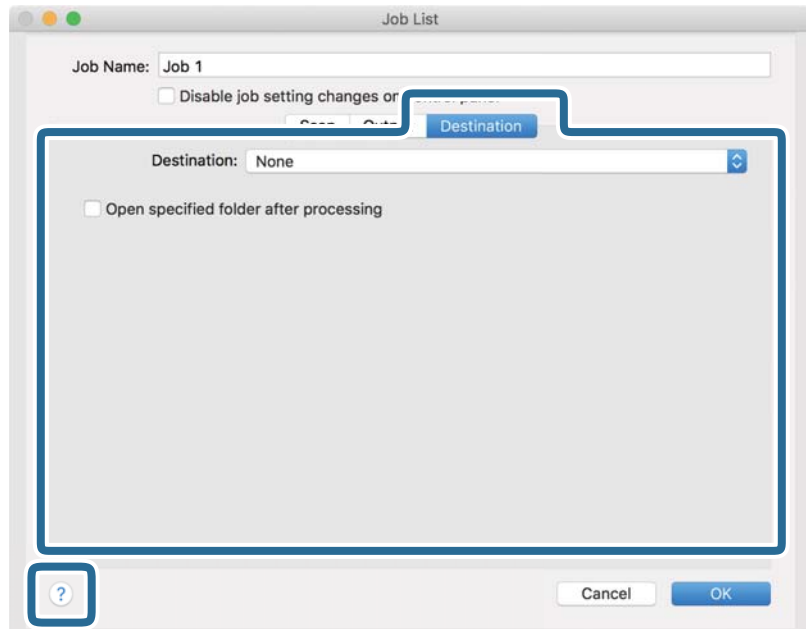 Job List
Job Name: Job 1
Disable job setting changes on
Destination
Destination: None
Open specified folder after processing
?
Cancel OK